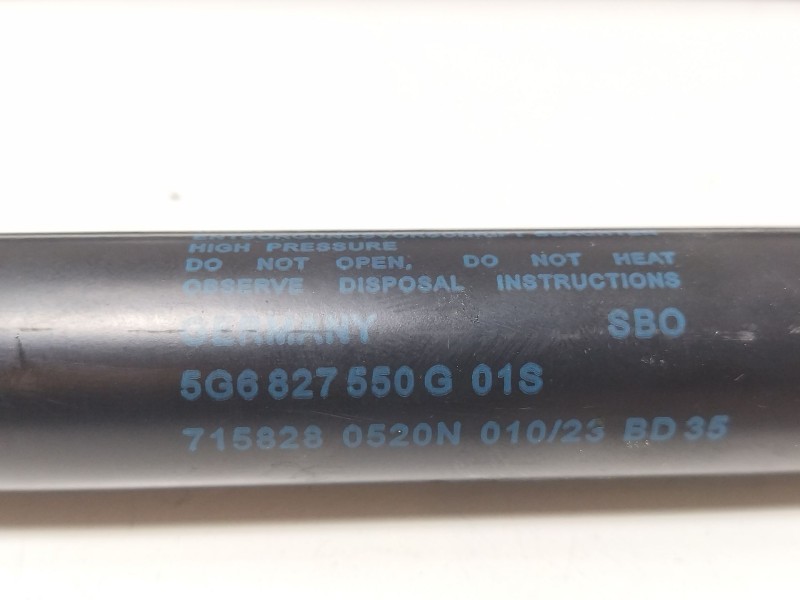 HIGH PRESSURE
DO NOT OPEN, DO NOT HEAT
OBSERVE DISPOSAL INSTRUCTIONS
GERMANY SBO
5G6 827 550 G 01S
715828 0520N 010/23 BD 35